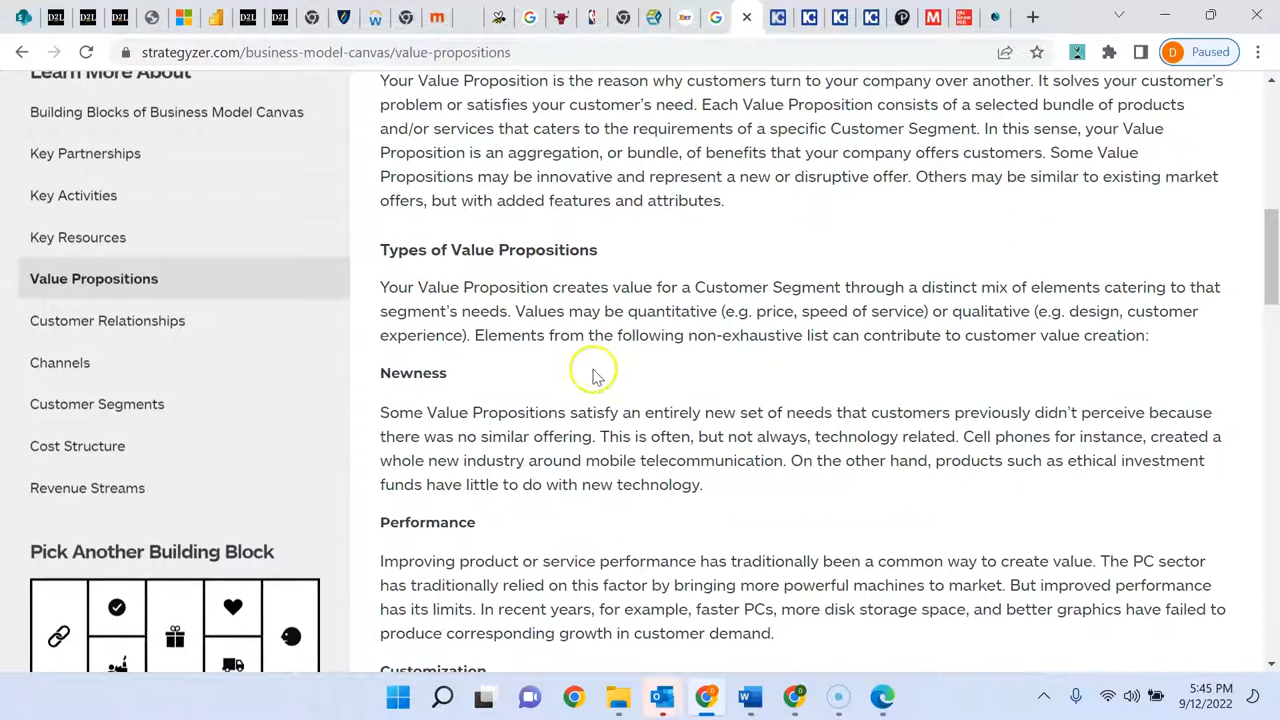 D2L
D2L
D2L
D2L
D2L
strategyzer.com/business-model-canvas/value-propositions
D
Paused
Learn More About
Building Blocks of Business Model Canvas
Key Partnerships
Key Activities
Key Resources
Value Propositions
Customer Relationships
Channels
Customer Segments
Cost Structure
Revenue Streams
Pick Another Building Block
Your Value Proposition is the reason why customers turn to your company over another. It solves your customer’s
problem or satisfies your customer’s need. Each Value Proposition consists of a selected bundle of products
and/or services that caters to the requirements of a specific Customer Segment. In this sense, your Value
Proposition is an aggregation, or bundle, of benefits that your company offers customers. Some Value
Propositions may be innovative and represent a new or disruptive offer. Others may be similar to existing market
offers, but with added features and attributes.
Types of Value Propositions
Your Value Proposition creates value for a Customer Segment through a distinct mix of elements catering to that
segment’s needs. Values may be quantitative (e.g. price, speed of service) or qualitative (e.g. design, customer
experience). Elements from the following non-exhaustive list can contribute to customer value creation:
Newness
Some Value Propositions satisfy an entirely new set of needs that customers previously didn’t perceive because
there was no similar offering. This is often, but not always, technology related. Cell phones for instance, created a
whole new industry around mobile telecommunication. On the other hand, products such as ethical investment
funds have little to do with new technology.
Performance
Improving product or service performance has traditionally been a common way to create value. The PC sector
has traditionally relied on this factor by bringing more powerful machines to market. But improved performance
has its limits. In recent years, for example, faster PCs, more disk storage space, and better graphics have failed to
produce corresponding growth in customer demand.
Customization
5:45 PM
9/12/2022